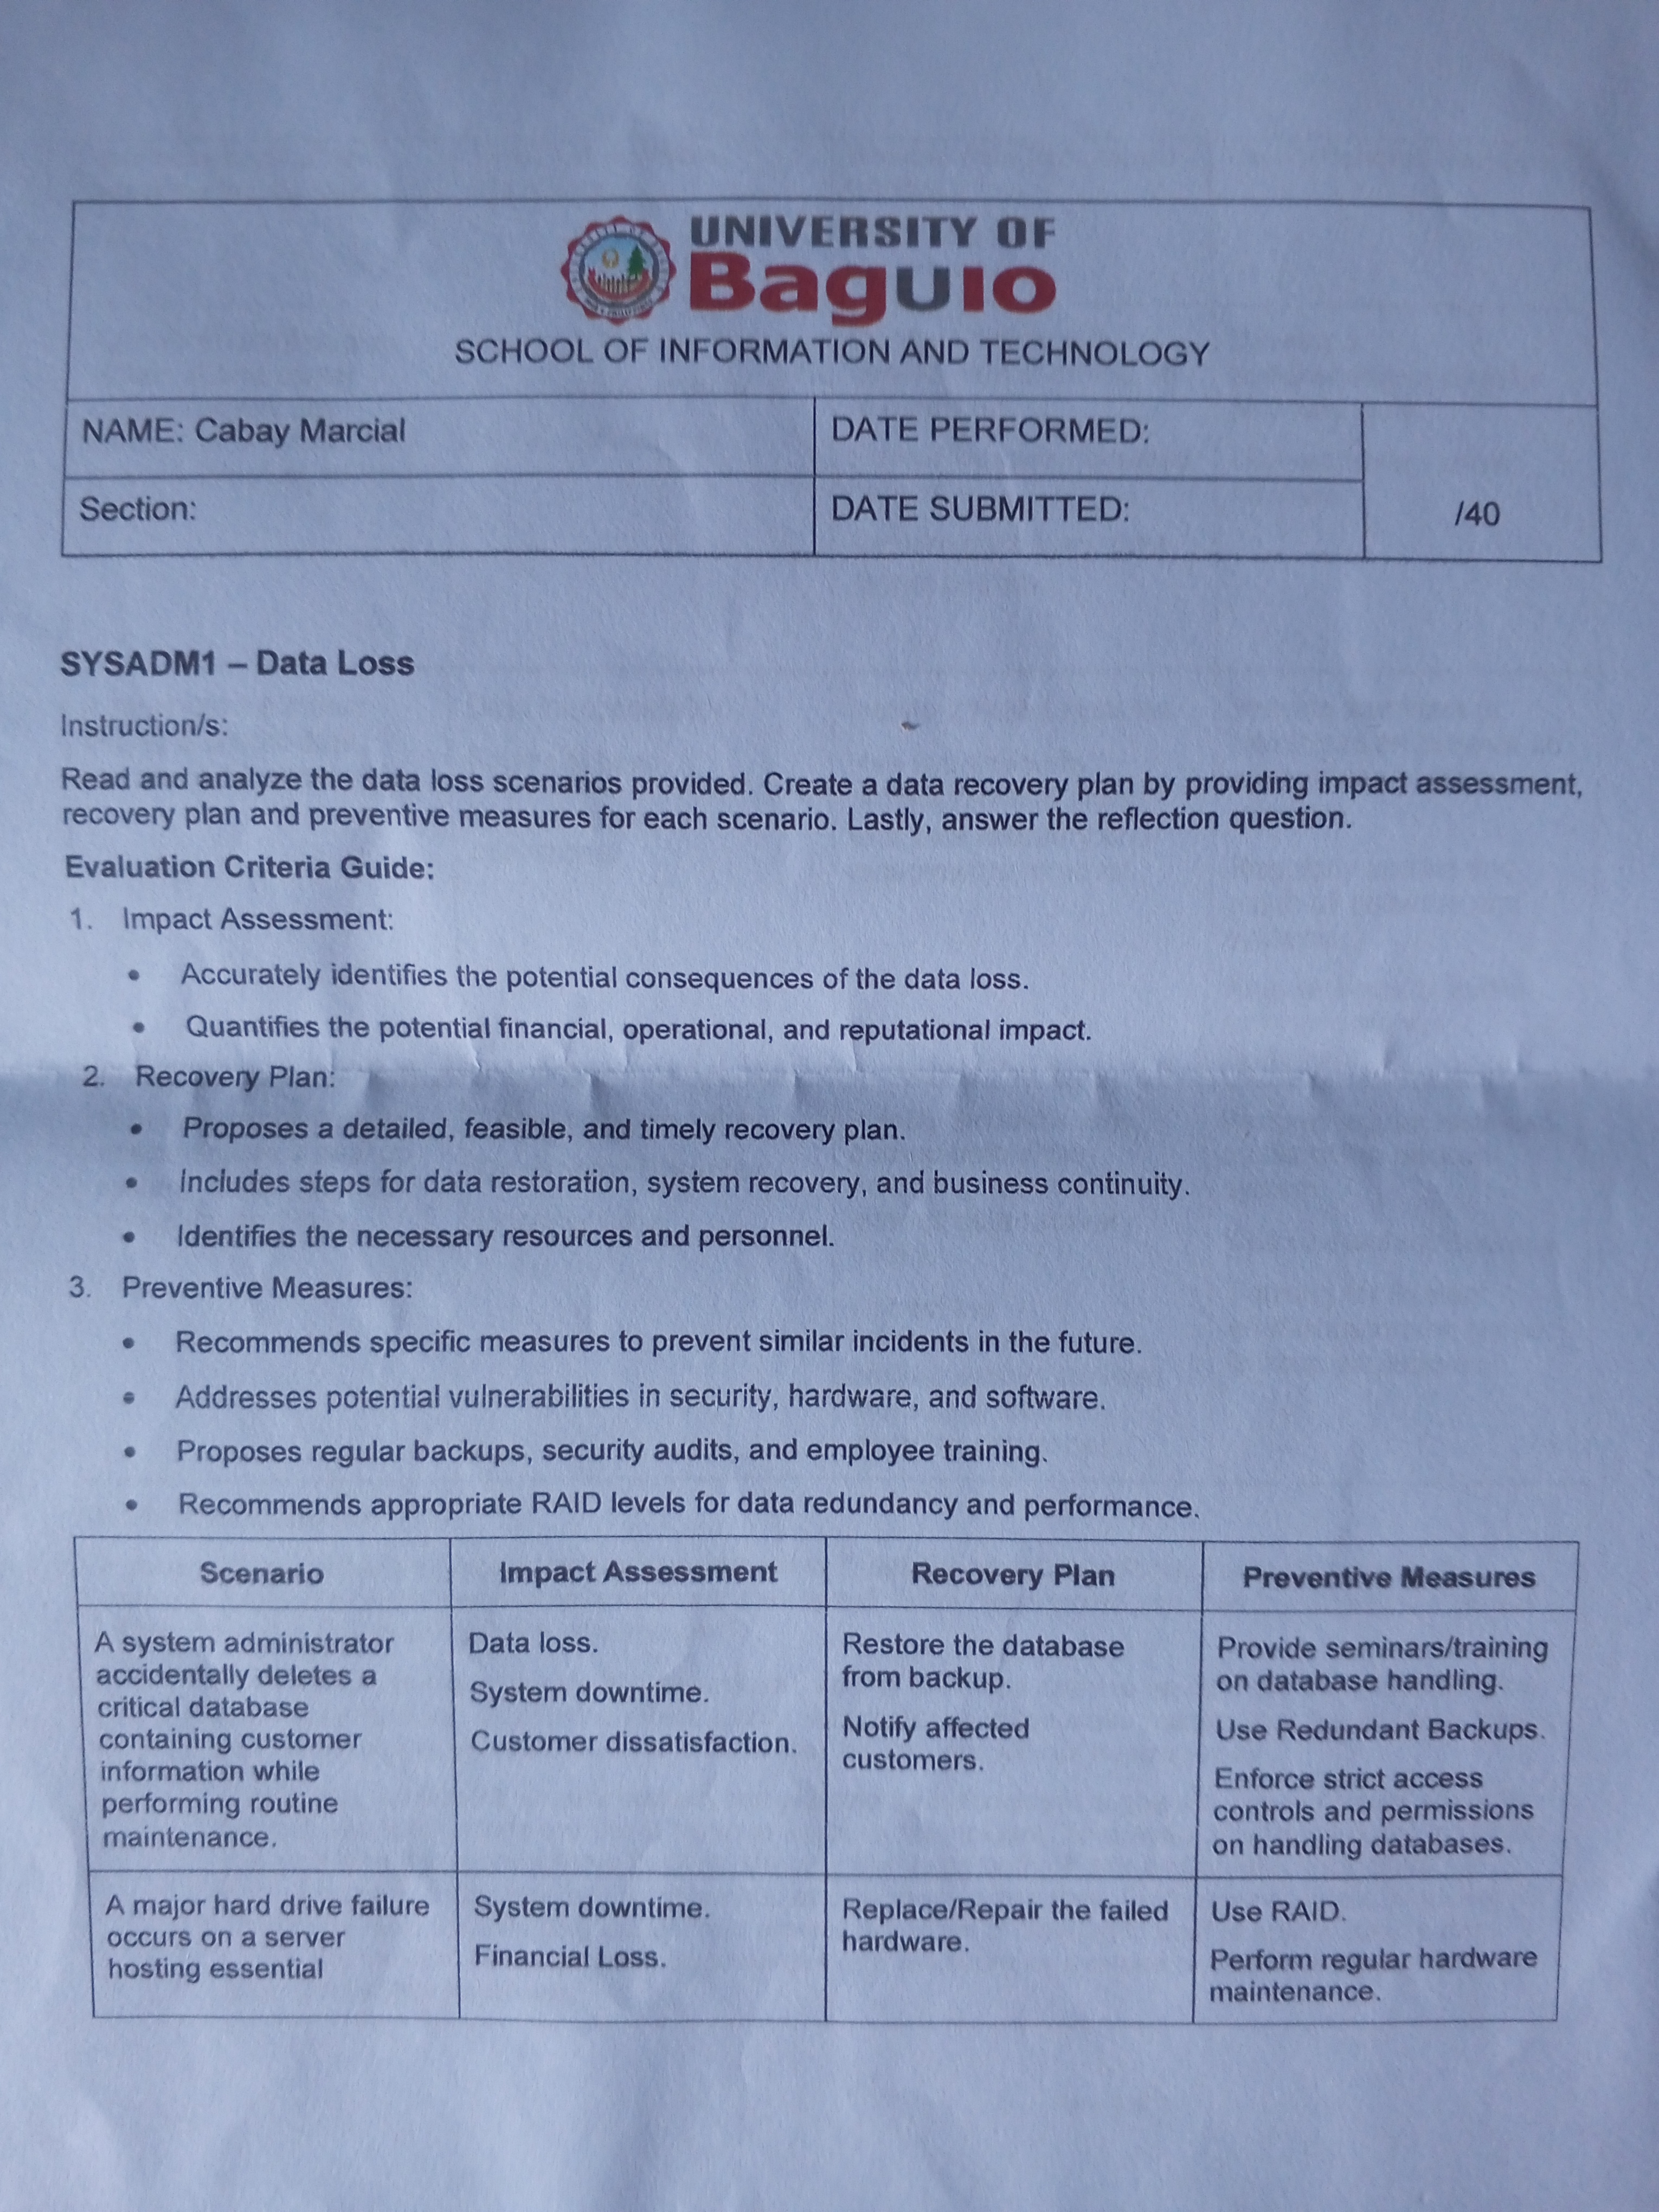 UNIVERSITY OF
Baguio
SCHOOL OF INFORMATION AND TECHNOLOGY
NAME: Cabay Marcial
DATE PERFORMED:
Section:
DATE SUBMITTED:
/40
SYSADM1 – Data Loss
Instruction/s:
Read and analyze the data loss scenarios provided. Create a data recovery plan by providing impact assessment,
recovery plan and preventive measures for each scenario. Lastly, answer the reflection question.
Evaluation Criteria Guide:
1. Impact Assessment:
• Accurately identifies the potential consequences of the data loss.
• Quantifies the potential financial, operational, and reputational impact.
2. Recovery Plan:
• Proposes a detailed, feasible, and timely recovery plan.
• Includes steps for data restoration, system recovery, and business continuity.
• Identifies the necessary resources and personnel.
3. Preventive Measures:
• Recommends specific measures to prevent similar incidents in the future.
• Addresses potential vulnerabilities in security, hardware, and software.
• Proposes regular backups, security audits, and employee training.
• Recommends appropriate RAID levels for data redundancy and performance.
Scenario
Impact Assessment
Recovery Plan
Preventive Measures
A system administrator
accidentally deletes a
critical database
containing customer
information while
performing routine
maintenance.
Data loss.
System downtime.
Customer dissatisfaction.
Restore the database
from backup.
Notify affected
customers.
Provide seminars/training
on database handling.
Use Redundant Backups.
Enforce strict access
controls and permissions
on handling databases.
A major hard drive failure
occurs on a server
hosting essential
System downtime.
Financial Loss.
Replace/Repair the failed
hardware.
Use RAID.
Perform regular hardware
maintenance.